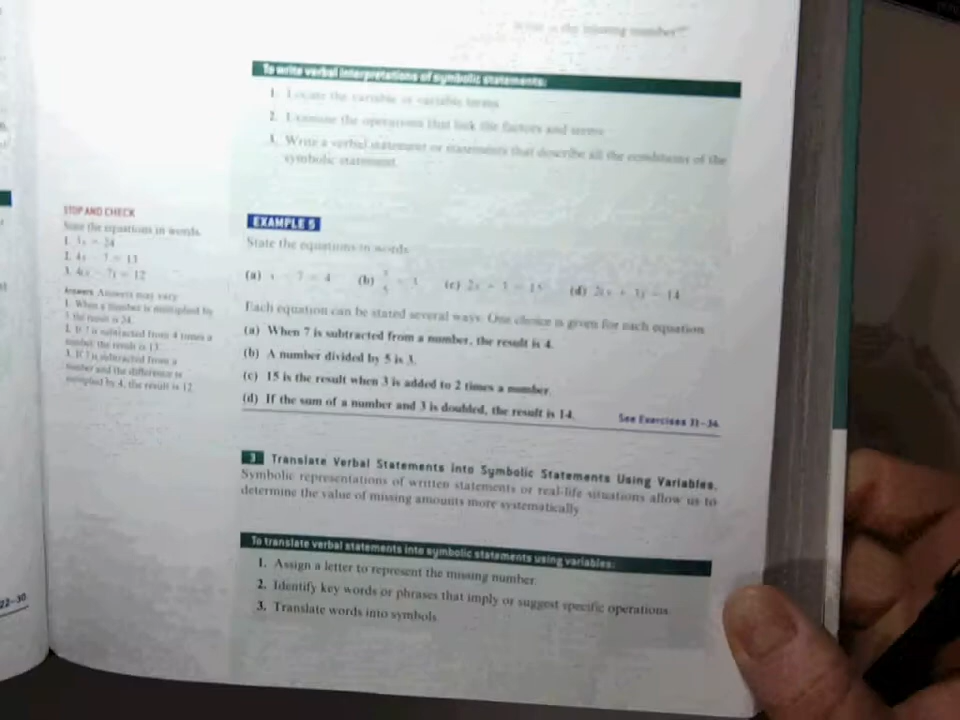 the missing number?"
To write verbal interpretations of symbolic statements:
1. Locate the variable or variable terms.
2. Examine the operations that link the factors and terms.
3. Write a verbal statement or statements that describe all the conditions of the
symbolic statement.
STOP AND CHECK
State the equations in words.
1. 3x = 24
2. 4x - 7 = 13
3. 4(x - 7) = 12
Answers Answers may vary
1. When a number is multiplied by
the result is 24.
2. If 7 is subtracted from 4 times a
number the result is 13
3. If 7 is subtracted from a
number and the difference is
multiplied by 4, the result is 12.
EXAMPLE 5
State the equations in words.
(a) x - 7 = 4 (b) x/5 = 3 (c) 2x + 3 = 15 (d) 2(x + 3) = 14
Each equation can be stated several ways. One choice is given for each equation
(a) When 7 is subtracted from a number, the result is 4.
(b) A number divided by 5 is 3.
(c) 15 is the result when 3 is added to 2 times a number.
(d) If the sum of a number and 3 is doubled, the result is 14.
See Exercises 31–34
3 Translate Verbal Statements into Symbolic Statements Using Variables.
Symbolic representations of written statements or real-life situations allow us to
determine the value of missing amounts more systematically
To translate verbal statements into symbolic statements using variables:
1. Assign a letter to represent the missing number.
2. Identify key words or phrases that imply or suggest specific operations.
3. Translate words into symbols
22–30